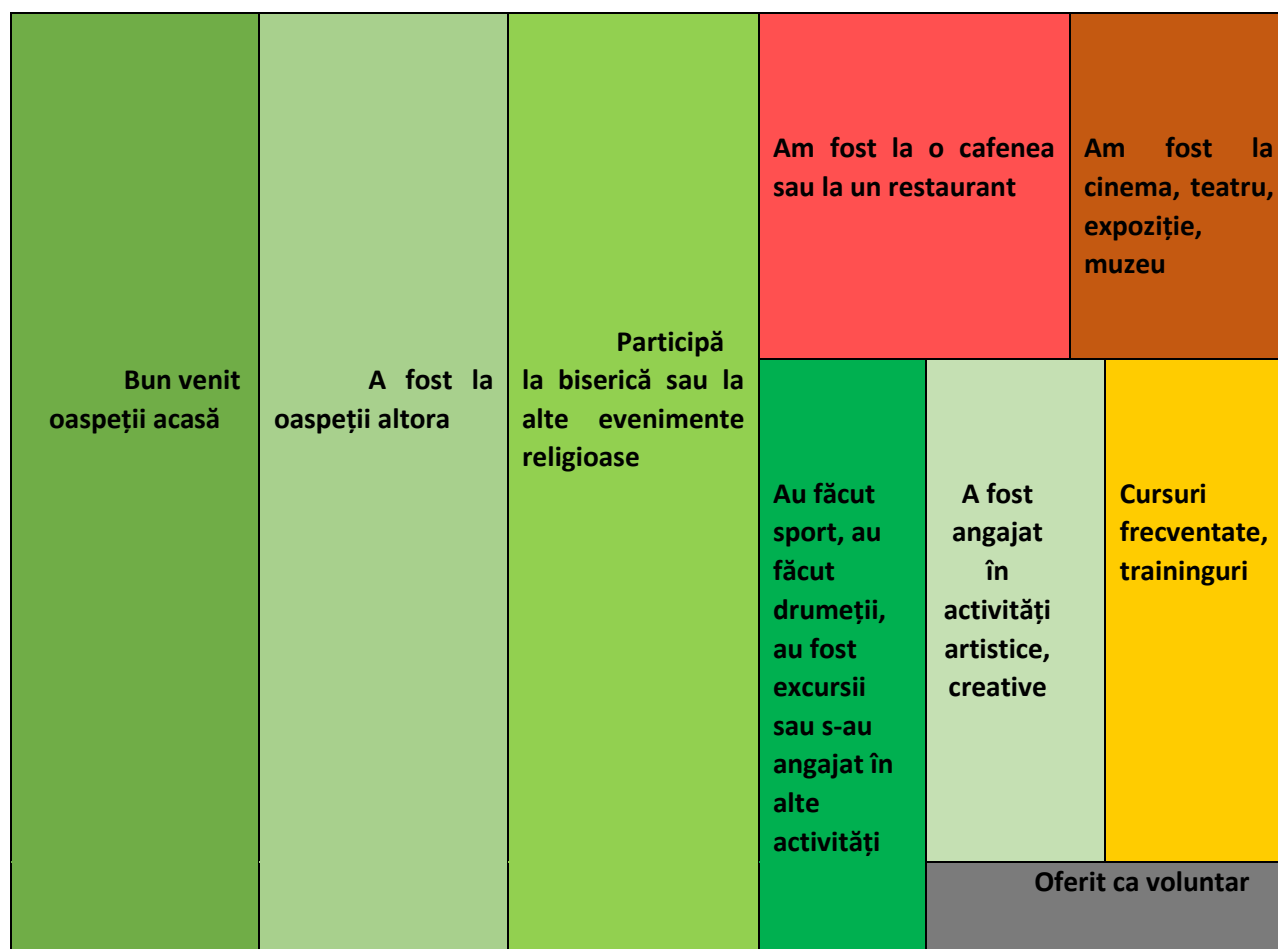 Bun venit
oaspeții acasă
A fost la
oaspeții altora
Participă
la biserică sau la
alte evenimente
religioase
Am fost la o cafenea
sau la un restaurant
Am fost la
cinema, teatru,
expoziție,
muzeu
Au făcut
sport, au
făcut
drumeții,
au fost
excursii
sau s-au
angajat în
alte
activități
A fost
angajat
în
activități
artistice,
creative
Cursuri
frecventate,
traininguri
Oferit ca voluntar